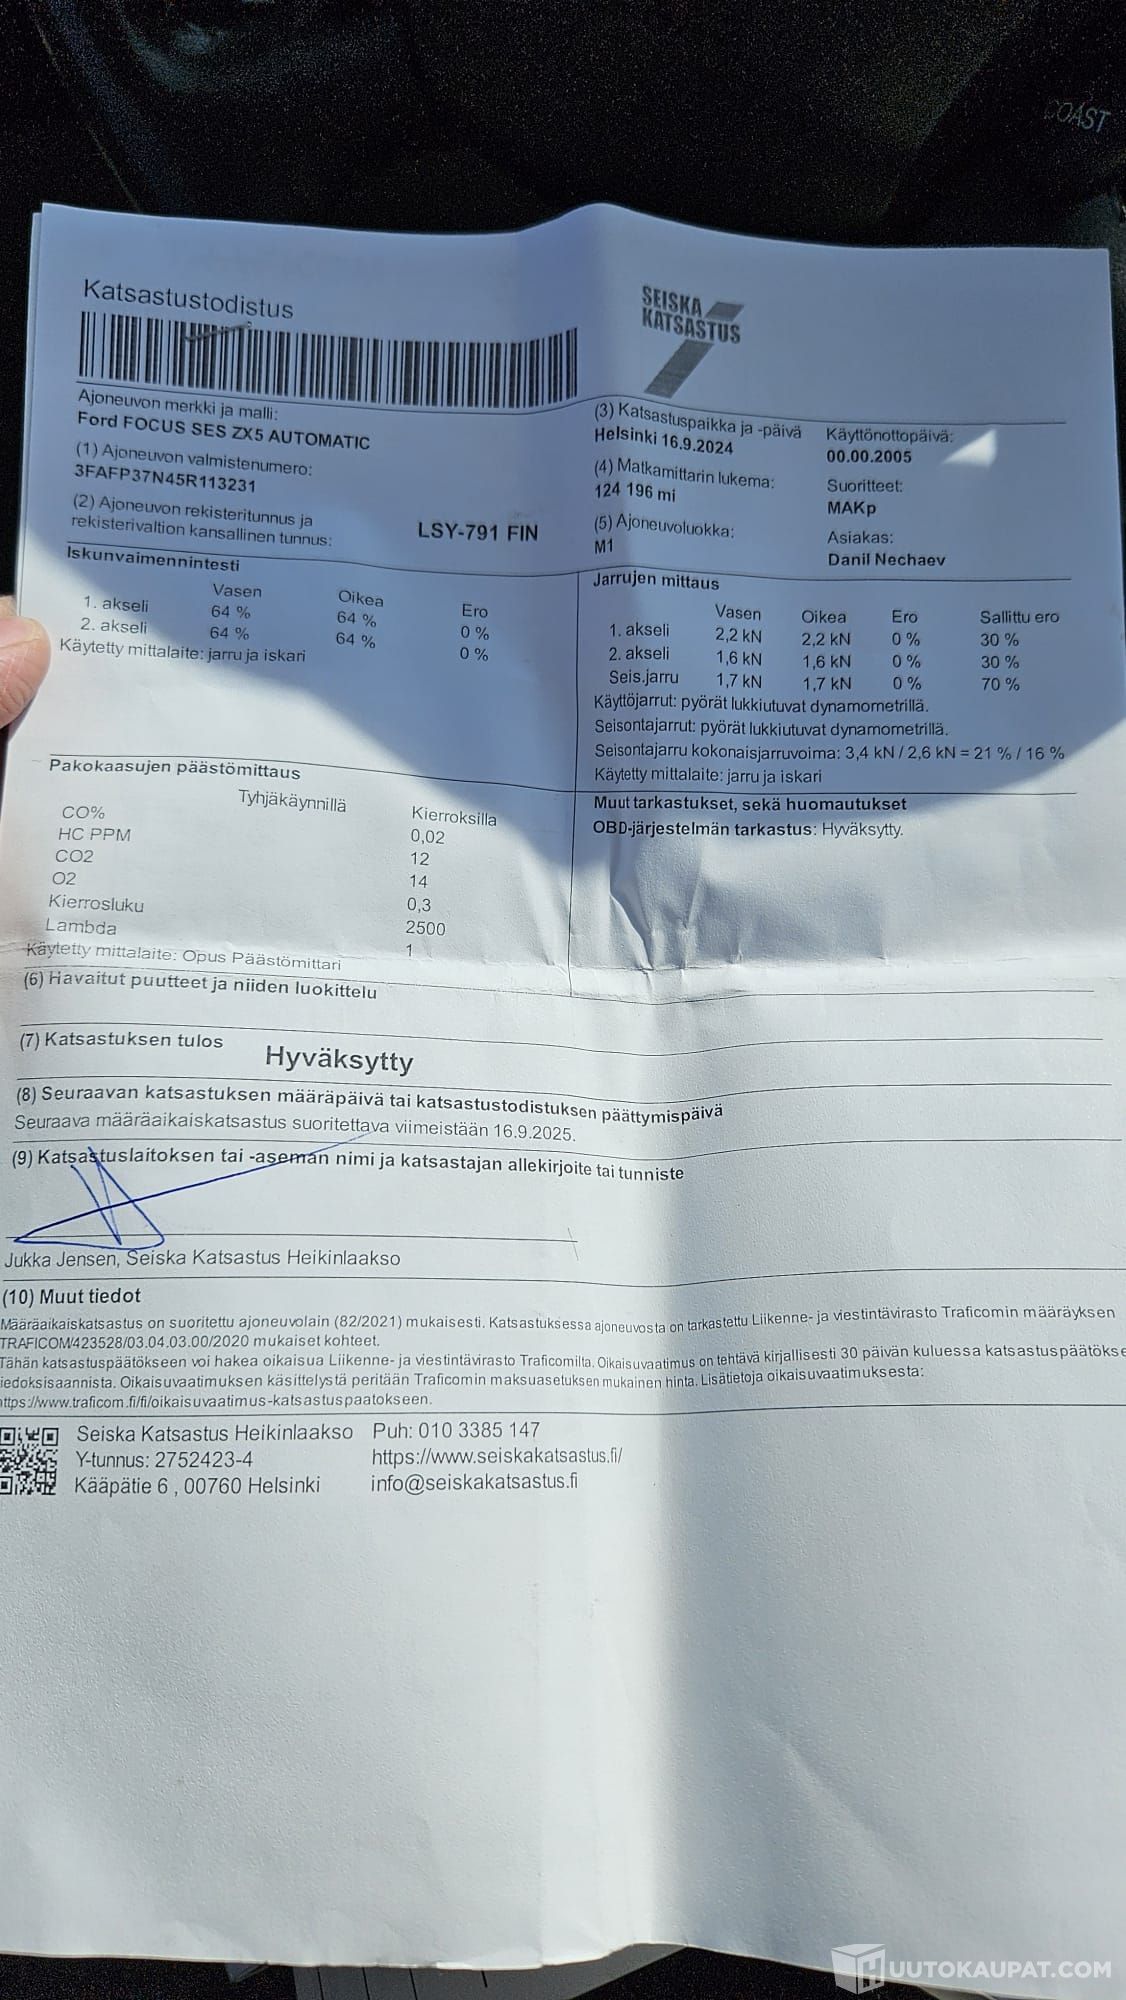 COAST
Katsastustodistus
SEISKA
KATSASTUS
Ajoneuvon merkki ja malli:
Ford FOCUS SES ZX5 AUTOMATIC
(1) Ajoneuvon valmistenumero:
3FAFP37N45R113231
(2) Ajoneuvon rekisteritunnus ja
rekisterivaltion kansallinen tunnus:
LSY-791 FIN
(3) Katsastuspaikka ja -päivä
Helsinki 16.9.2024
Käyttönottopäivä:
00.00.2005
(4) Matkamittarin lukema:
124 196 mi
Suoritteet:
MAKp
(5) Ajoneuvoluokka:
M1
Asiakas:
Danil Nechaev
Iskunvaimennintesti
Vasen Oikea Ero
1. akseli 64 % 64 % 0 %
2. akseli 64 % 64 % 0 %
Käytetty mittalaite: jarru ja iskari
Jarrujen mittaus
Vasen Oikea Ero Sallittu ero
1. akseli 2,2 kN 2,2 kN 0 % 30 %
2. akseli 1,6 kN 1,6 kN 0 % 30 %
Seis.jarru 1,7 kN 1,7 kN 0 % 70 %
Käyttöjarrut: pyörät lukkiutuvat dynamometrillä.
Seisontajarrut: pyörät lukkiutuvat dynamometrillä.
Seisontajarru kokonaisjarruvoima: 3,4 kN / 2,6 kN = 21 % / 16 %
Käytetty mittalaite: jarru ja iskari
Pakokaasujen päästömittaus
Tyhjäkäynnillä Kierroksilla
CO% 0,02
HC PPM 12
CO2 14
O2 0,3
Kierrosluku 2500
Lambda 1
Käytetty mittalaite: Opus Päästömittari
Muut tarkastukset, sekä huomautukset
OBD-järjestelmän tarkastus: Hyväksytty.
(6) Havaitut puutteet ja niiden luokittelu
(7) Katsastuksen tulos
Hyväksytty
(8) Seuraavan katsastuksen määräpäivä tai katsastustodistuksen päättymispäivä
Seuraava määräaikaiskatsastus suoritettava viimeistään 16.9.2025.
(9) Katsastuslaitoksen tai -aseman nimi ja katsastajan allekirjoite tai tunniste
Jukka Jensen, Seiska Katsastus Heikinlaakso
(10) Muut tiedot
Määräaikaiskatsastus on suoritettu ajoneuvolain (82/2021) mukaisesti. Katsastuksessa ajoneuvosta on tarkastettu Liikenne- ja viestintävirasto Traficomin määräyksen
TRAFICOM/423528/03.04.03.00/2020 mukaiset kohteet.
Tähän katsastuspäätökseen voi hakea oikaisua Liikenne- ja viestintävirasto Traficomilta. Oikaisuvaatimus on tehtävä kirjallisesti 30 päivän kuluessa katsastuspäätökse
iedoksisaannista. Oikaisuvaatimuksen käsittelystä peritään Traficomin maksuasetuksen mukainen hinta. Lisätietoja oikaisuvaatimuksesta:
ttps://www.traficom.fi/fi/oikaisuvaatimus-katsastuspaatokseen.
Seiska Katsastus Heikinlaakso Puh: 010 3385 147
Y-tunnus: 2752423-4 https://www.seiskakatsastus.fi/
Kääpätie 6 , 00760 Helsinki info@seiskakatsastus.fi
HUUTOKAUPAT.COM